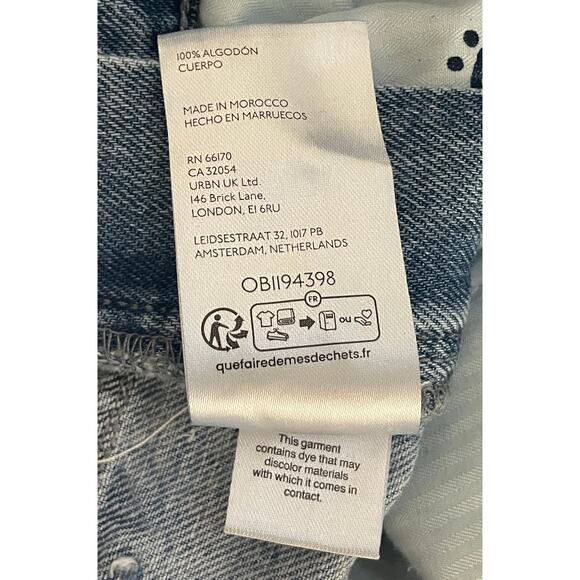 100% ALGODÓN
CUERPO
MADE IN MOROCCO
HECHO EN MARRUECOS
RN 66170
CA 32054
URBN UK Ltd.
146 Brick Lane,
LONDON, E1 6RU
LEIDSESTRAAT 32, 1017 PB
AMSTERDAM, NETHERLANDS
OB1194398
FR
ou
quefairedemesdechets.fr
This garment
contains dye that may
discolor materials
with which it comes in
contact.